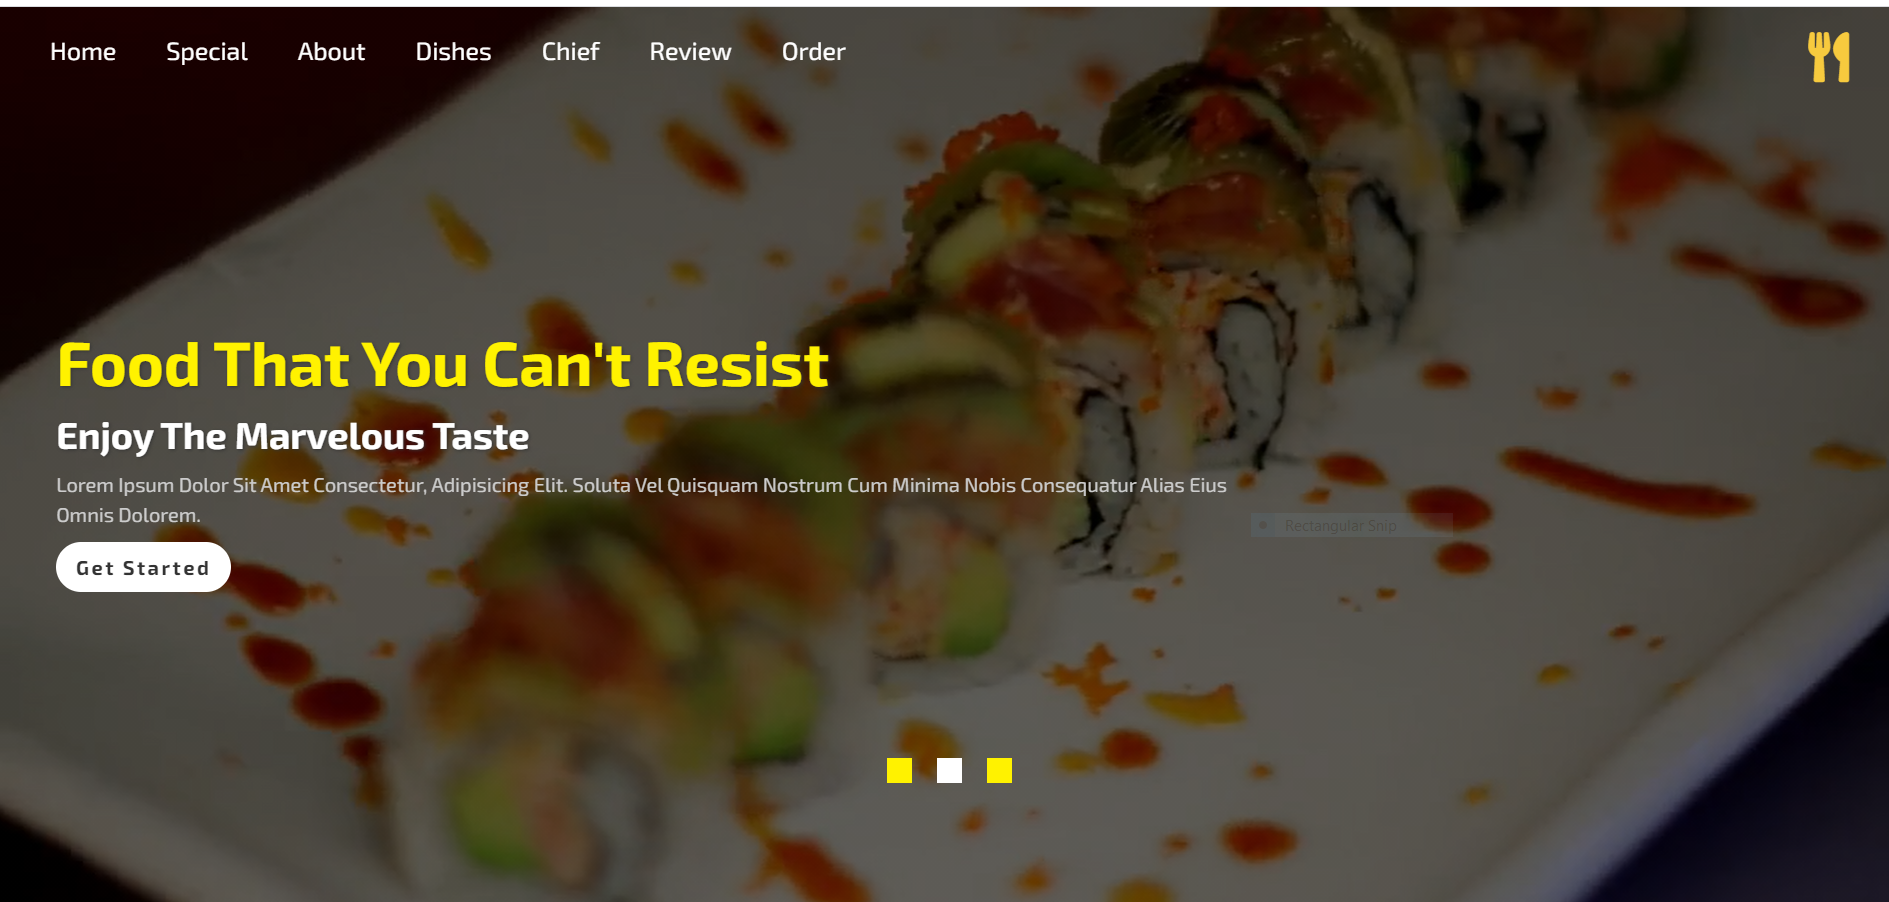 Home Special About Dishes Chief Review Order
Food That You Can't Resist
Enjoy The Marvelous Taste
Lorem Ipsum Dolor Sit Amet Consectetur, Adipisicing Elit. Soluta Vel Quisquam Nostrum Cum Minima Nobis Consequatur Alias Eius
Omnis Dolorem.
Rectangular Snip
Get Started